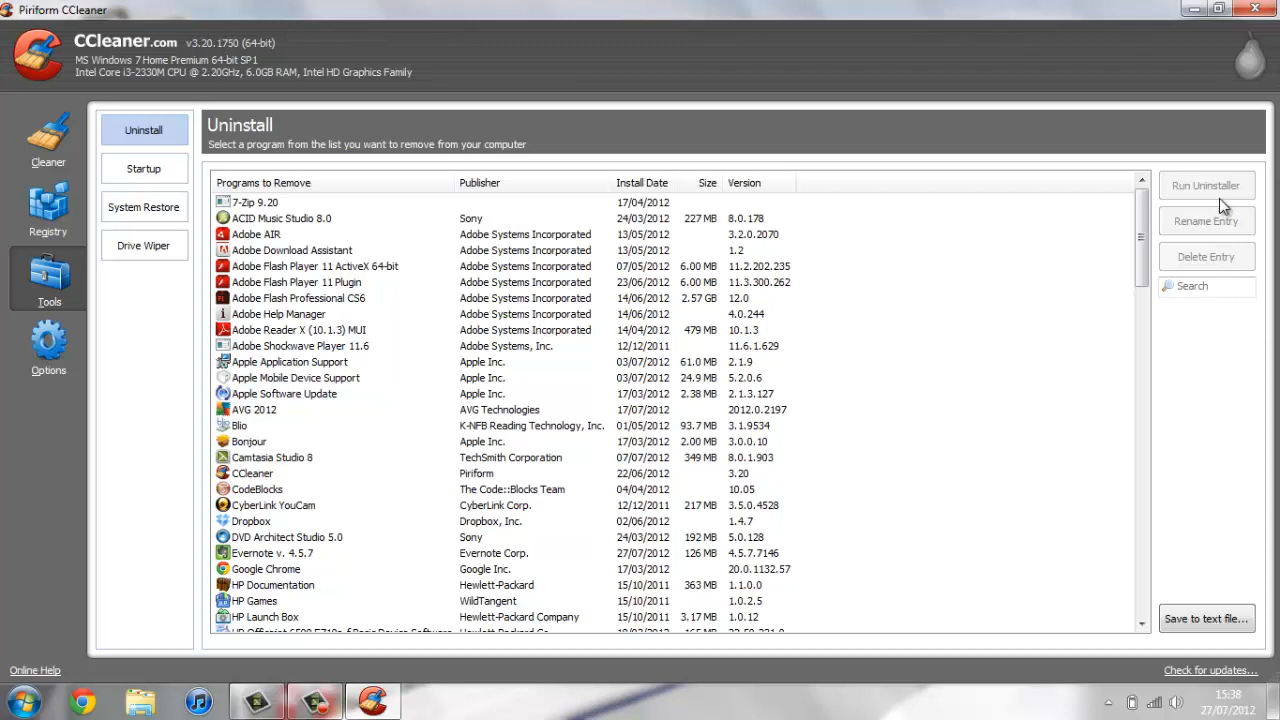 Piriform CCleaner
CCleaner.com v3.20.1750 (64-bit)
MS Windows 7 Home Premium 64-bit SP1
Intel Core i3-2330M CPU @ 2.20GHz, 6.0GB RAM, Intel HD Graphics Family
Cleaner
Registry
Tools
Options
Uninstall
Startup
System Restore
Drive Wiper
Uninstall
Select a program from the list you want to remove from your computer
Programs to Remove Publisher Install Date Size Version
7-Zip 9.20 17/04/2012
ACID Music Studio 8.0 Sony 24/03/2012 227 MB 8.0.178
Adobe AIR Adobe Systems Incorporated 13/05/2012 3.2.0.2070
Adobe Download Assistant Adobe Systems Incorporated 13/05/2012 1.2
Adobe Flash Player 11 ActiveX 64-bit Adobe Systems Incorporated 07/05/2012 6.00 MB 11.2.202.235
Adobe Flash Player 11 Plugin Adobe Systems Incorporated 23/06/2012 6.00 MB 11.3.300.262
Adobe Flash Professional CS6 Adobe Systems Incorporated 14/06/2012 2.57 GB 12.0
Adobe Help Manager Adobe Systems Incorporated 14/06/2012 4.0.244
Adobe Reader X (10.1.3) MUI Adobe Systems Incorporated 14/04/2012 479 MB 10.1.3
Adobe Shockwave Player 11.6 Adobe Systems, Inc. 12/12/2011 11.6.1.629
Apple Application Support Apple Inc. 03/07/2012 61.0 MB 2.1.9
Apple Mobile Device Support Apple Inc. 03/07/2012 24.9 MB 5.2.0.6
Apple Software Update Apple Inc. 17/03/2012 2.38 MB 2.1.3.127
AVG 2012 AVG Technologies 17/07/2012 2012.0.2197
Blio K-NFB Reading Technology, Inc. 01/05/2012 93.7 MB 3.1.9534
Bonjour Apple Inc. 17/03/2012 2.00 MB 3.0.0.10
Camtasia Studio 8 TechSmith Corporation 07/07/2012 349 MB 8.0.1.903
CCleaner Piriform 22/06/2012 3.20
CodeBlocks The Code::Blocks Team 04/04/2012 10.05
CyberLink YouCam CyberLink Corp. 12/12/2011 217 MB 3.5.0.4528
Dropbox Dropbox, Inc. 02/06/2012 1.4.7
DVD Architect Studio 5.0 Sony 24/03/2012 192 MB 5.0.128
Evernote v. 4.5.7 Evernote Corp. 27/07/2012 126 MB 4.5.7.7146
Google Chrome Google Inc. 17/03/2012 20.0.1132.57
HP Documentation Hewlett-Packard 15/10/2011 363 MB 1.1.0.0
HP Games WildTangent 15/10/2011 1.0.2.5
HP Launch Box Hewlett-Packard Company 15/10/2011 3.17 MB 1.0.12
Run Uninstaller
Rename Entry
Delete Entry
Search
Save to text file...
Online Help
Check for updates...
15:38
27/07/2012